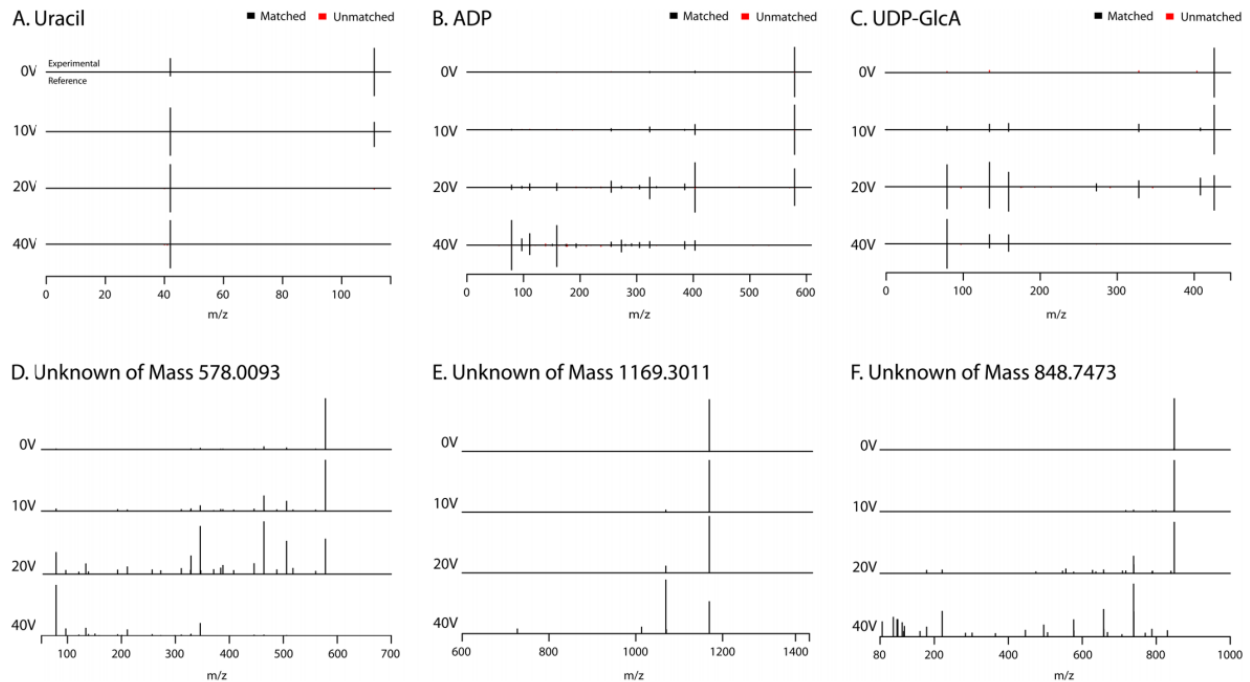 A. Uracil
Matched Unmatched
0V
Experimental
Reference
10V
20V
40V
0 20 40 60 80 100
m/z
B. ADP
Matched Unmatched
0V
10V
20V
40V
0 100 200 300 400 500 600
m/z
C. UDP-GlcA
Matched Unmatched
0V
10V
20V
40V
0 100 200 300 400
m/z
D. Unknown of Mass 578.0093
0V
10V
20V
40V
100 200 300 400 500 600 700
m/z
E. Unknown of Mass 1169.3011
0V
10V
20V
40V
600 800 1000 1200 1400
m/z
F. Unknown of Mass 848.7473
0V
10V
20V
40V
80 200 400 600 800 1000
m/z